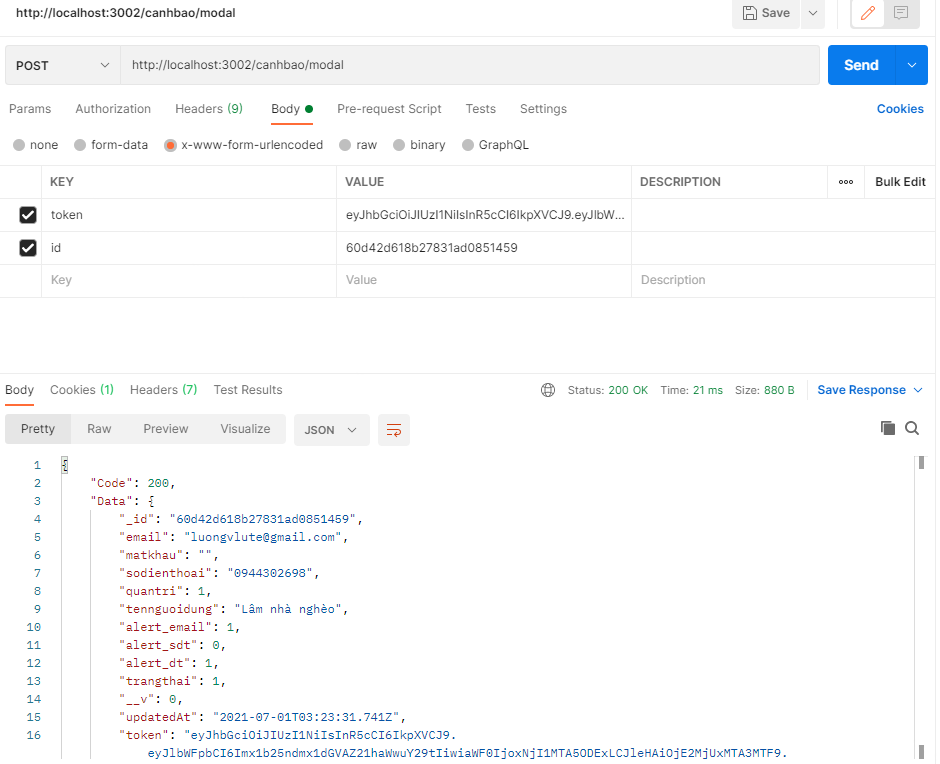 http://localhost:3002/canhbao/modal
Save
POST http://localhost:3002/canhbao/modal Send
Params Authorization Headers (9) Body Pre-request Script Tests Settings Cookies
none form-data x-www-form-urlencoded raw binary GraphQL
KEY VALUE DESCRIPTION ooo Bulk Edit
token eyJhbGciOiJIUzI1NiIsInR5cCI6IkpXVCJ9.eyJlbW...
id 60d42d618b27831ad0851459
Key Value Description
Body Cookies (1) Headers (7) Test Results Status: 200 OK Time: 21 ms Size: 880 B Save Response
Pretty Raw Preview Visualize JSON
1 {
2 "Code": 200,
3 "Data": {
4 "_id": "60d42d618b27831ad0851459",
5 "email": "luongvlute@gmail.com",
6 "matkhau": "",
7 "sodienthoai": "0944302698",
8 "quantri": 1,
9 "tennguoidung": "Lâm nhà nghèo",
10 "alert_email": 1,
11 "alert_sdt": 0,
12 "alert_dt": 1,
13 "trangthai": 1,
14 "__v": 0,
15 "updatedAt": "2021-07-01T03:23:31.741Z",
16 "token": "eyJhbGciOiJIUzI1NiIsInR5cCI6IkpXVCJ9.
eyJlbWFpbCI6Imx1b25ndmx1dGVAZ21haWwuY29tIiwiaWF0IjoxNjI1MTA5ODExLCJleHAiOjE2MjUxMTA3MTF9.